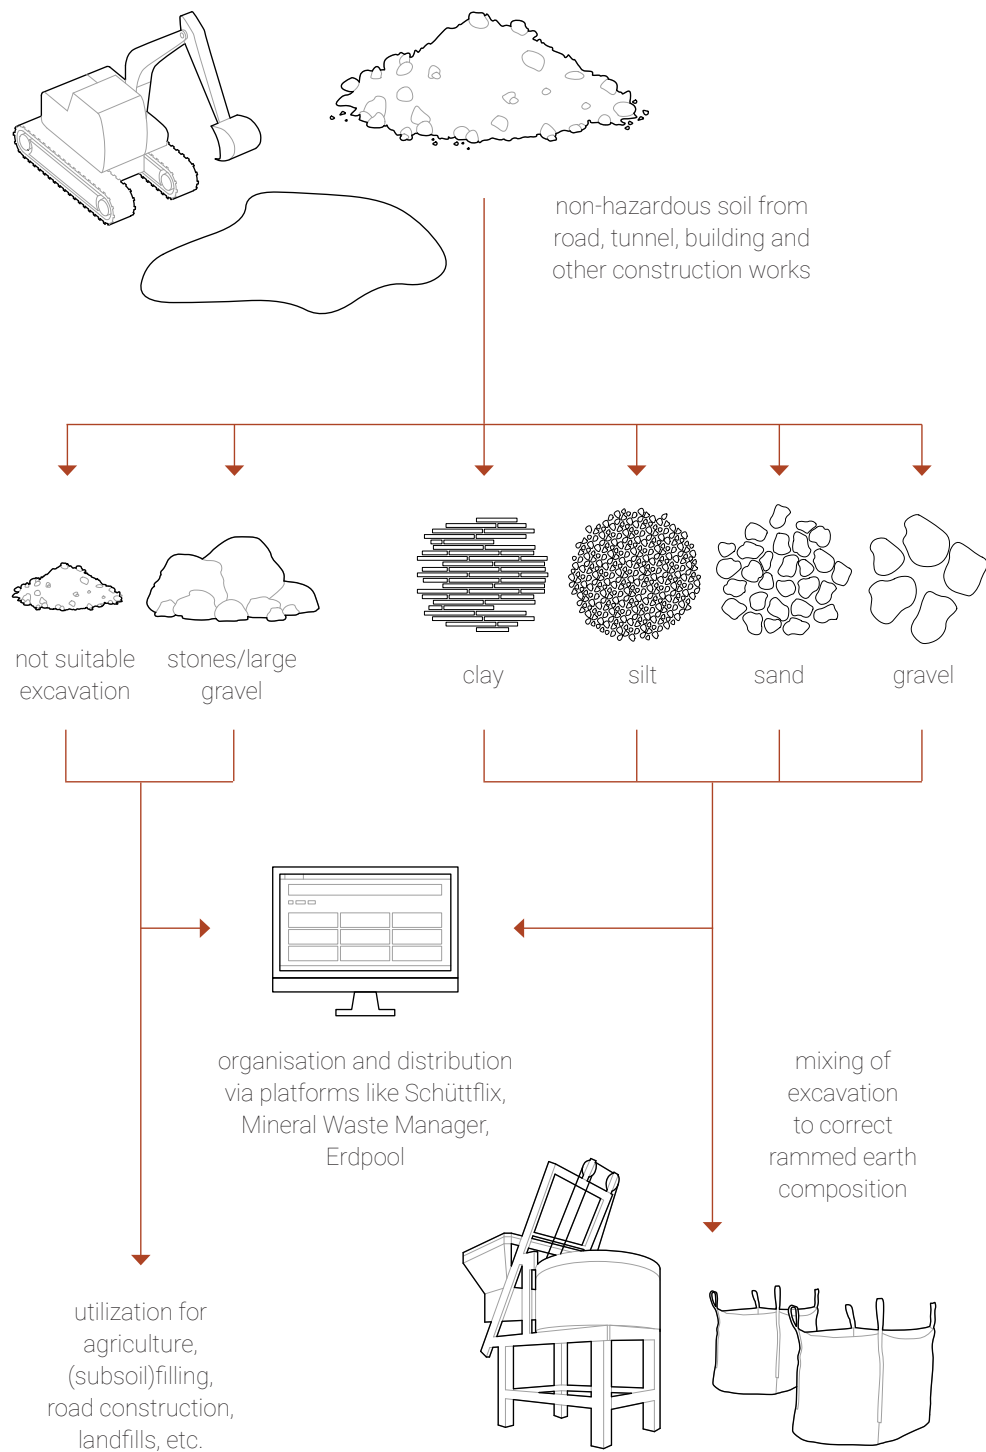 non-hazardous soil from
road, tunnel, building and
other construction works
not suitable
excavation
stones/large
gravel
clay
silt
sand
gravel
organisation and distribution
via platforms like Schüttflix,
Mineral Waste Manager,
Erdpool
mixing of
excavation
to correct
rammed earth
composition
utilization for
agriculture,
(subsoil)filling,
road construction,
landfills, etc.